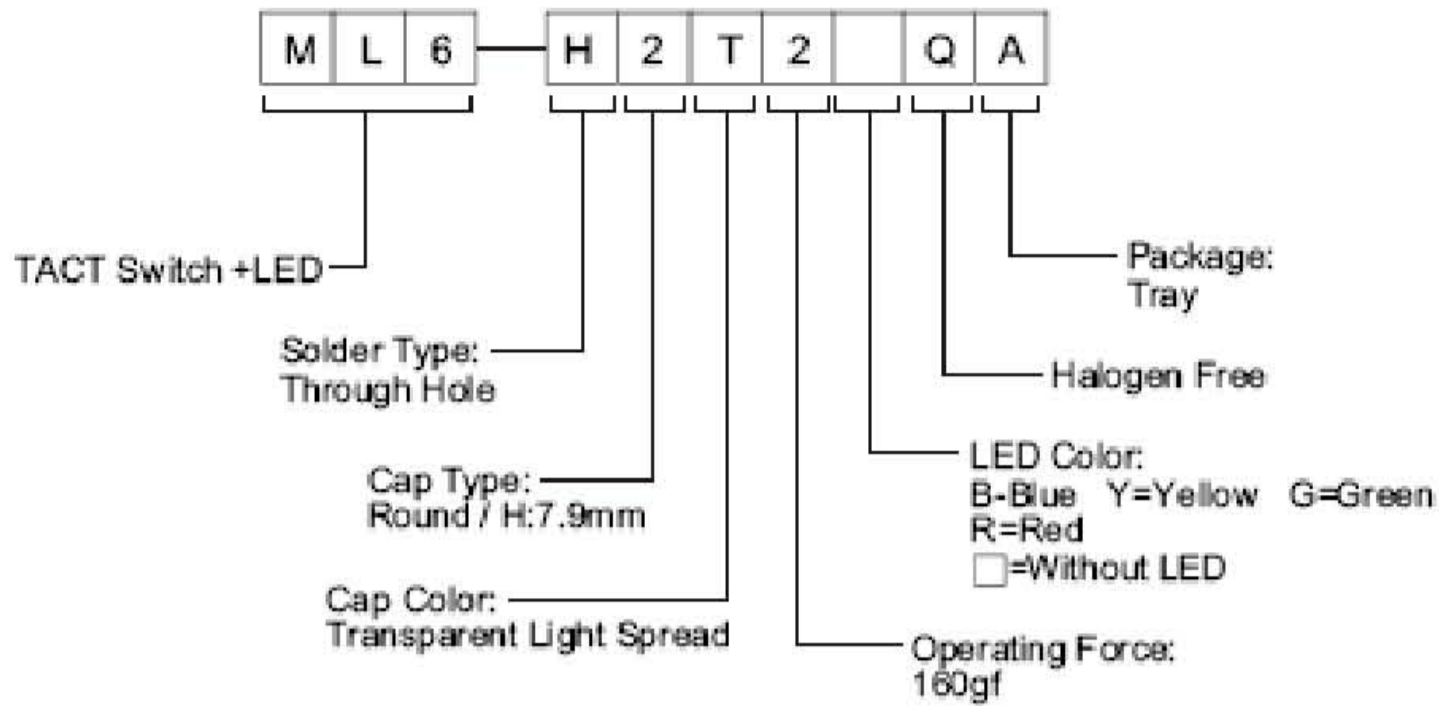 M L 6 H 2 T 2 Q A
TACT Switch +LED
Package:
Tray
Solder Type:
Through Hole
Halogen Free
LED Color:
B-Blue Y=Yellow G=Green
R=Red
□=Without LED
Cap Type:
Round / H:7.9mm
Cap Color:
Transparent Light Spread
Operating Force:
160gf